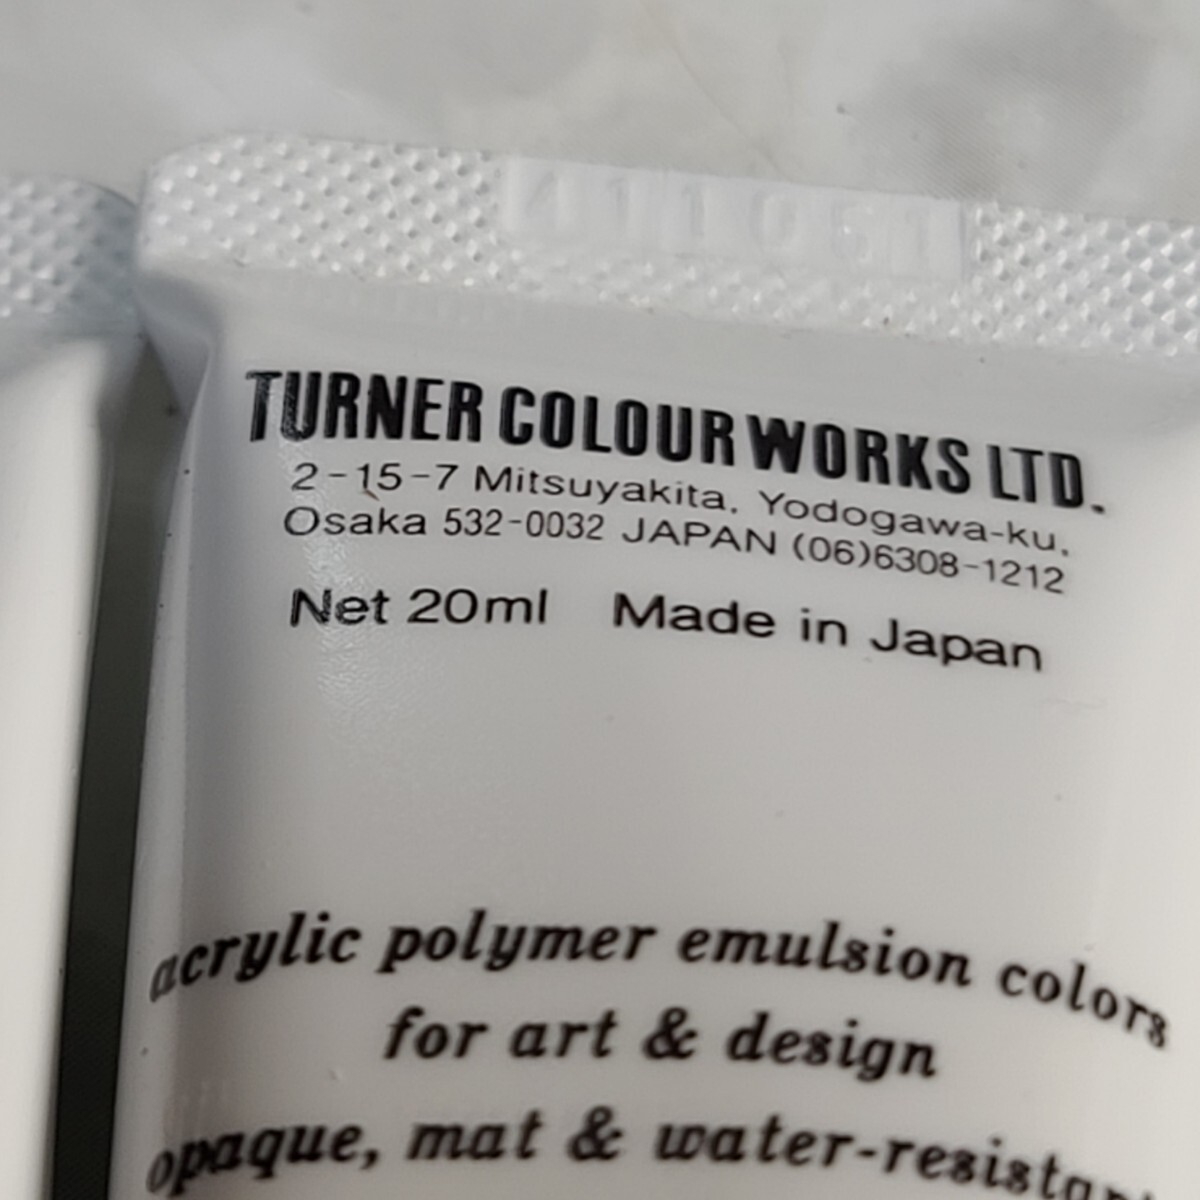 TURNER COLOUR WORKS LTD.
2-15-7 Mitsuyakita, Yodogawa-ku,
Osaka 532-0032 JAPAN (06)6308-1212
Net 20ml Made in Japan
acrylic polymer emulsion colors
for art & design
opaque, mat & water-resistant